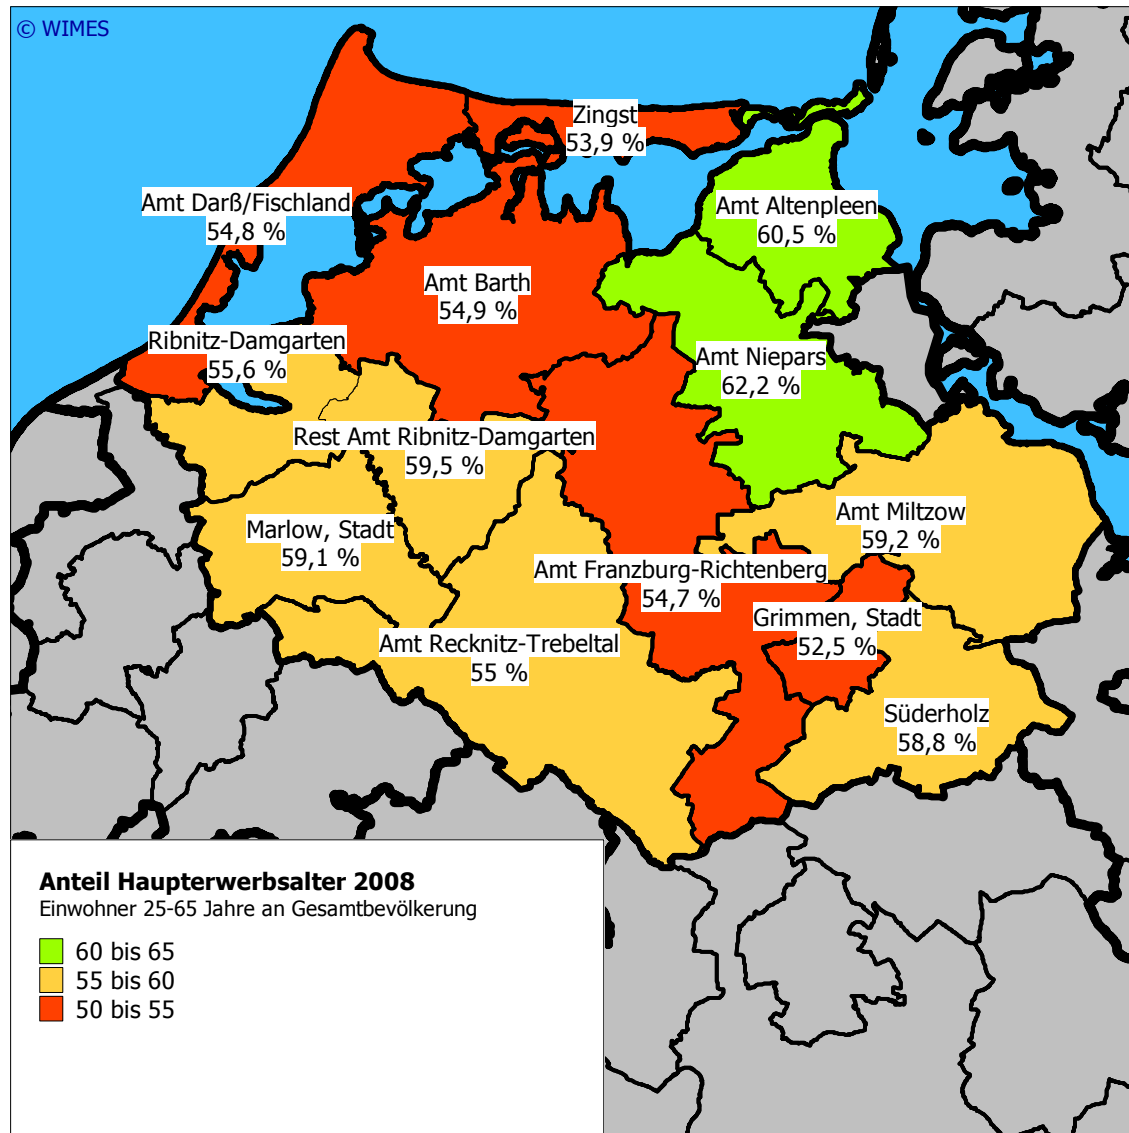 © WIMES
Zingst
53,9 %
Amt Darß/Fischland
54,8 %
Amt Altenpleen
60,5 %
Amt Barth
54,9 %
Ribnitz-Damgarten
55,6 %
Amt Niepars
62,2 %
Rest Amt Ribnitz-Damgarten
59,5 %
Marlow, Stadt
59,1 %
Amt Miltzow
59,2 %
Amt Franzburg-Richtenberg
54,7 %
Grimmen, Stadt
52,5 %
Amt Recknitz-Trebeltal
55 %
Süderholz
58,8 %
Anteil Haupterwerbsalter 2008
Einwohner 25-65 Jahre an Gesamtbevölkerung
60 bis 65
55 bis 60
50 bis 55